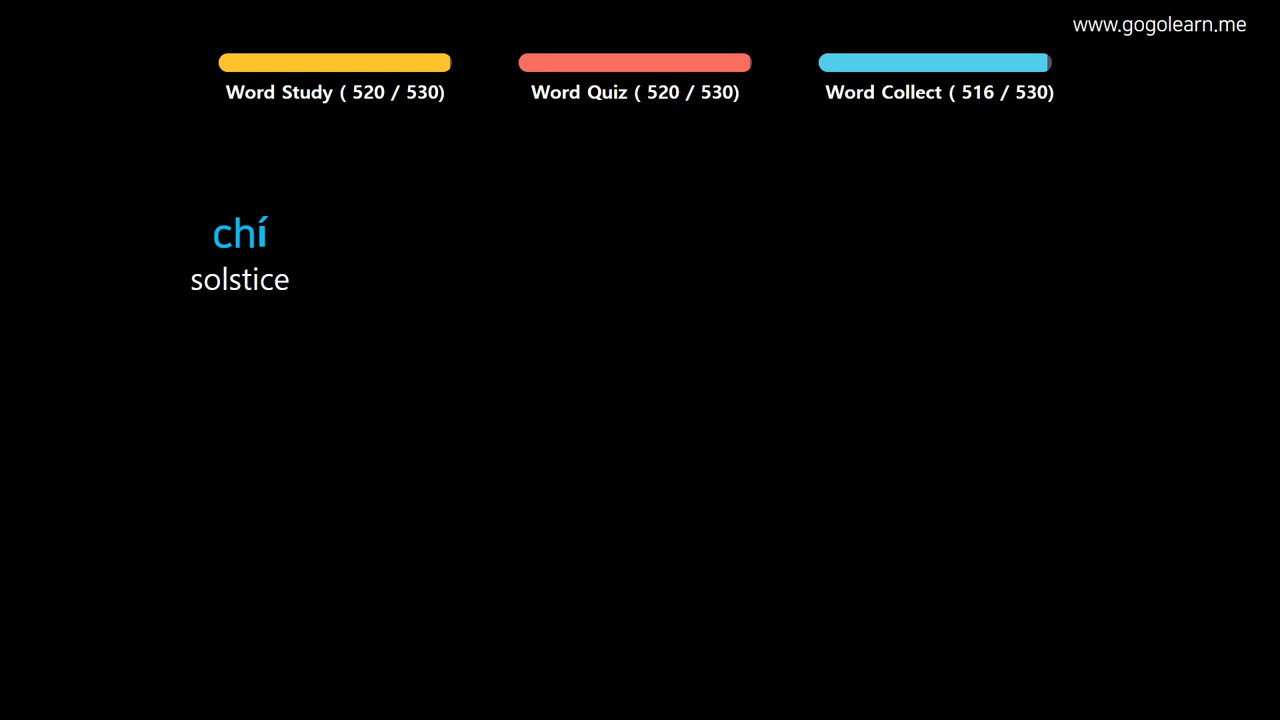 www.gogolearn.me
Word Study ( 520 / 530)
Word Quiz ( 520 / 530)
Word Collect ( 516 / 530)
chí
solstice